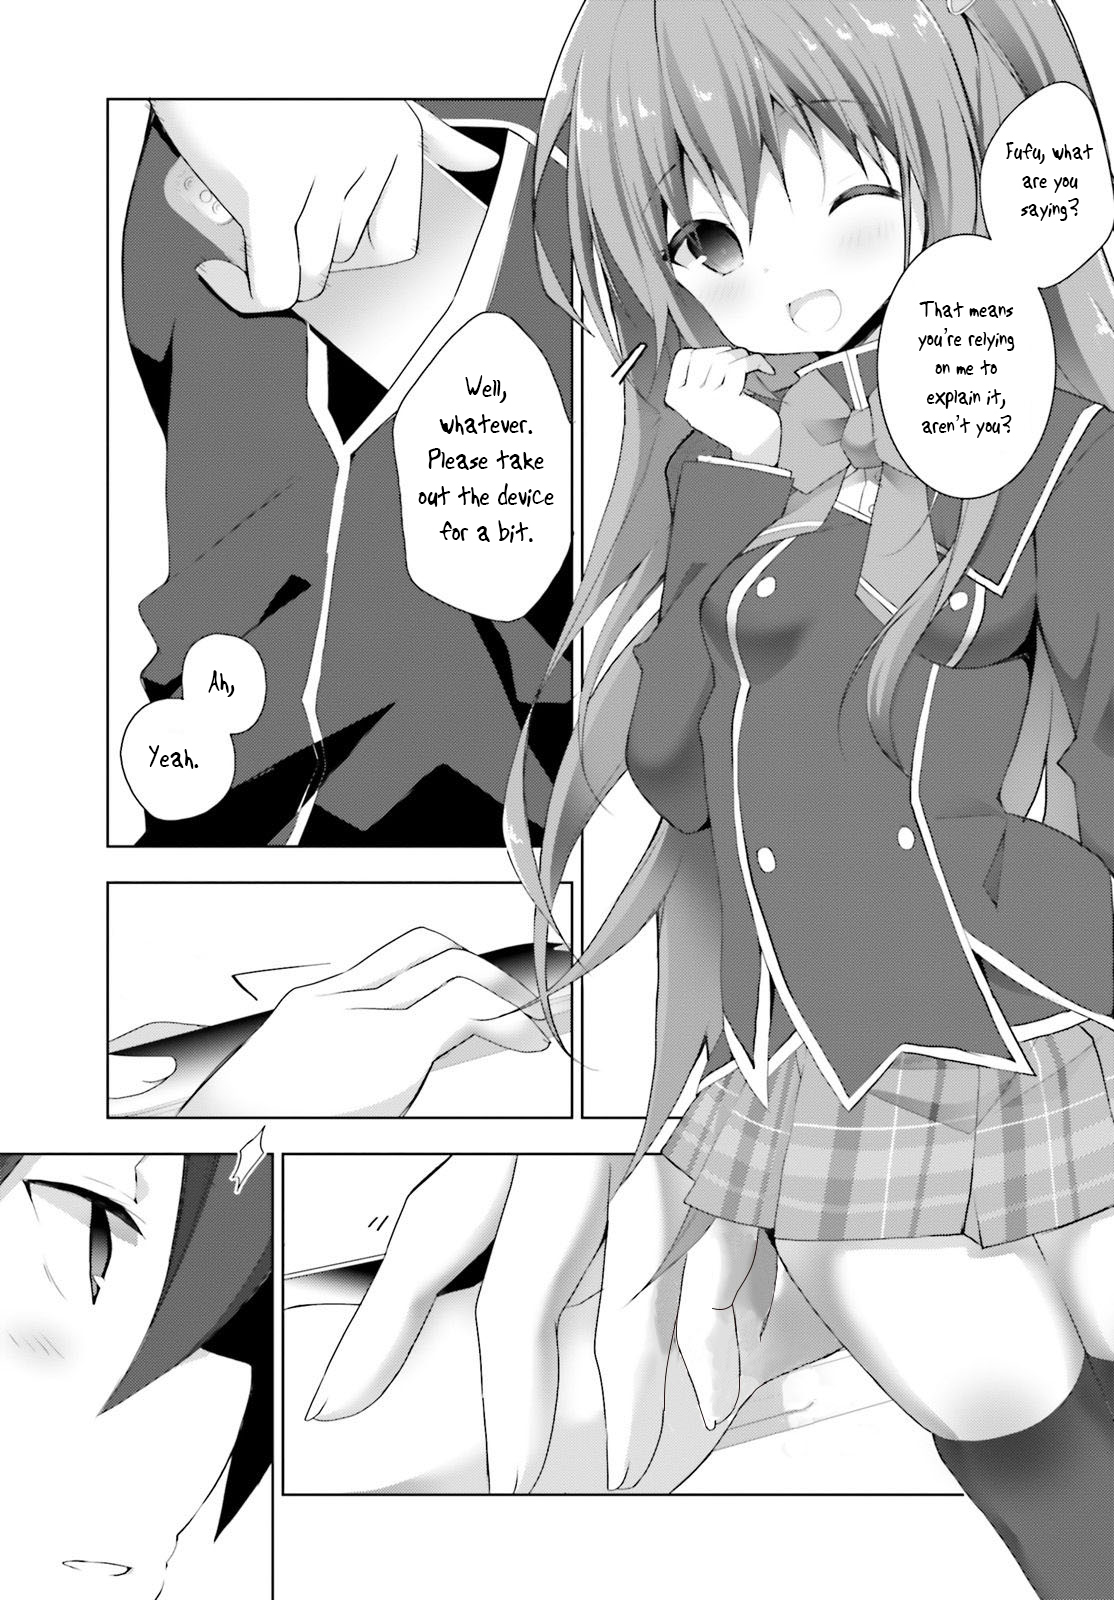 Fufu, what
are you
saying?
That means
you're relying
on me to
explain it,
aren't you?
Well,
whatever.
Please take
out the device
for a bit.
Ah,
Yeah.